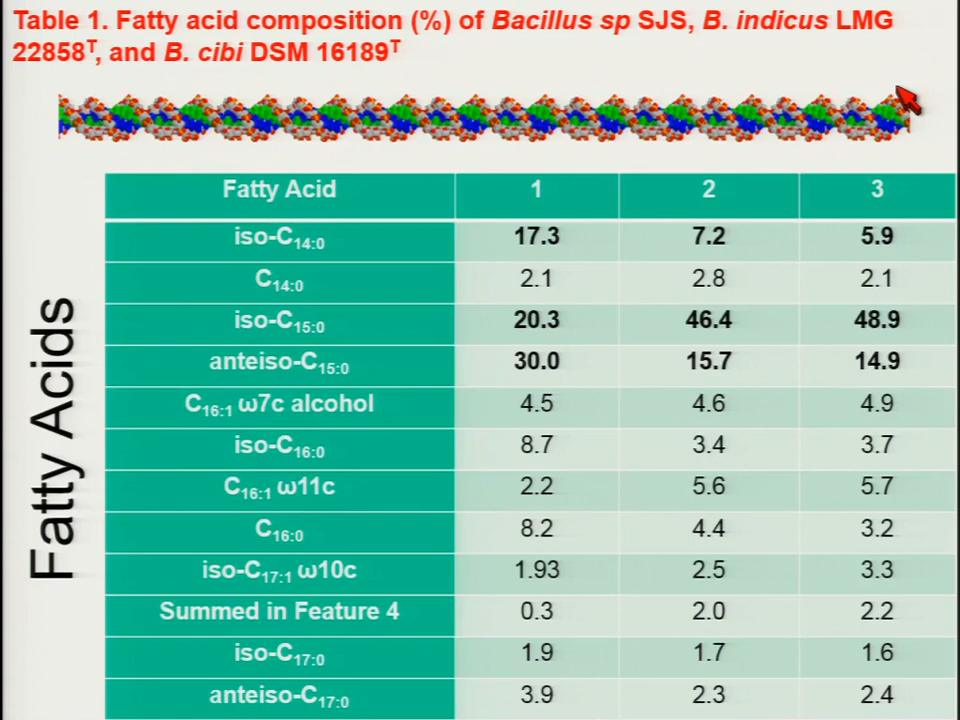 Table 1. Fatty acid composition (%) of Bacillus sp SJS, B. indicus LMG
22858ᵀ, and B. cibi DSM 16189ᵀ
Fatty Acids
Fatty Acid 1 2 3
iso-C₁₄:₀ 17.3 7.2 5.9
C₁₄:₀ 2.1 2.8 2.1
iso-C₁₅:₀ 20.3 46.4 48.9
anteiso-C₁₅:₀ 30.0 15.7 14.9
C₁₆:₁ ω7c alcohol 4.5 4.6 4.9
iso-C₁₆:₀ 8.7 3.4 3.7
C₁₆:₁ ω11c 2.2 5.6 5.7
C₁₆:₀ 8.2 4.4 3.2
iso-C₁₇:₁ ω10c 1.93 2.5 3.3
Summed in Feature 4 0.3 2.0 2.2
iso-C₁₇:₀ 1.9 1.7 1.6
anteiso-C₁₇:₀ 3.9 2.3 2.4